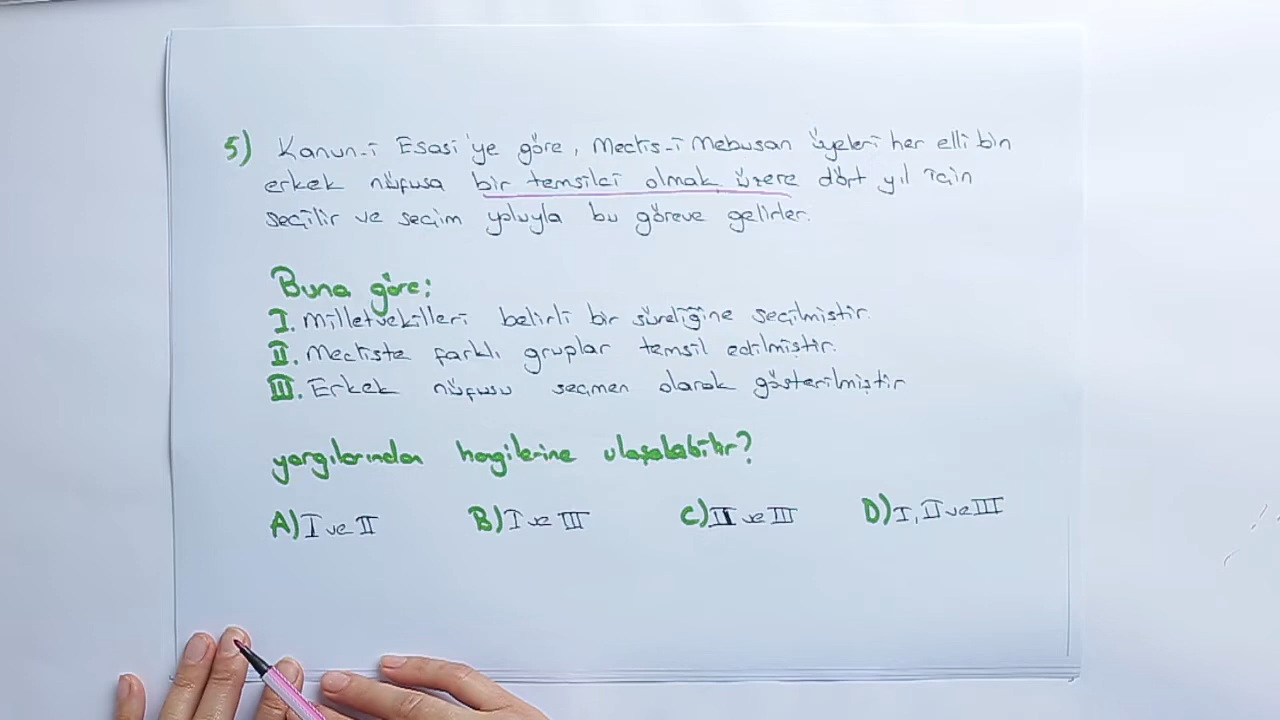 5) Kanun-i Esasi'ye göre, Meclis-i Mebusan üyeleri her elli bin
erkek nüfusa bir temsilci olmak üzere dört yıl için
seçilir ve seçim yoluyla bu göreve gelirler.
Buna göre;
I. Milletvekilleri belirli bir süreliğine seçilmiştir.
II. Mecliste farklı gruplar temsil edilmiştir.
III. Erkek nüfusu seçmen olarak gösterilmiştir
yargılarından hangilerine ulaşılabilir?
A) I ve II B) I ve III C) II ve III D) I, II ve III